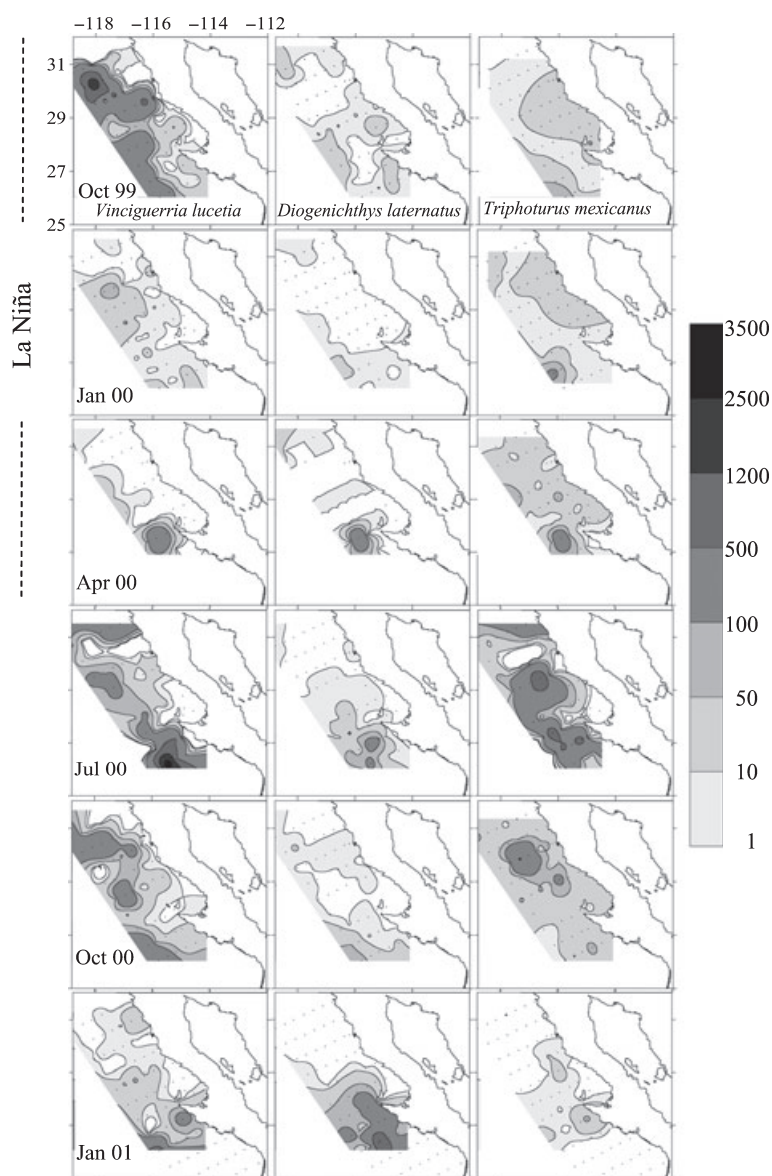 −118 −116 −114 −112
31
29
27
25
Oct 99
Vinciguerria lucetia
Diogenichthys laternatus
Triphoturus mexicanus
La Niña
Jan 00
Apr 00
Jul 00
Oct 00
Jan 01
3500
2500
1200
500
100
50
10
1